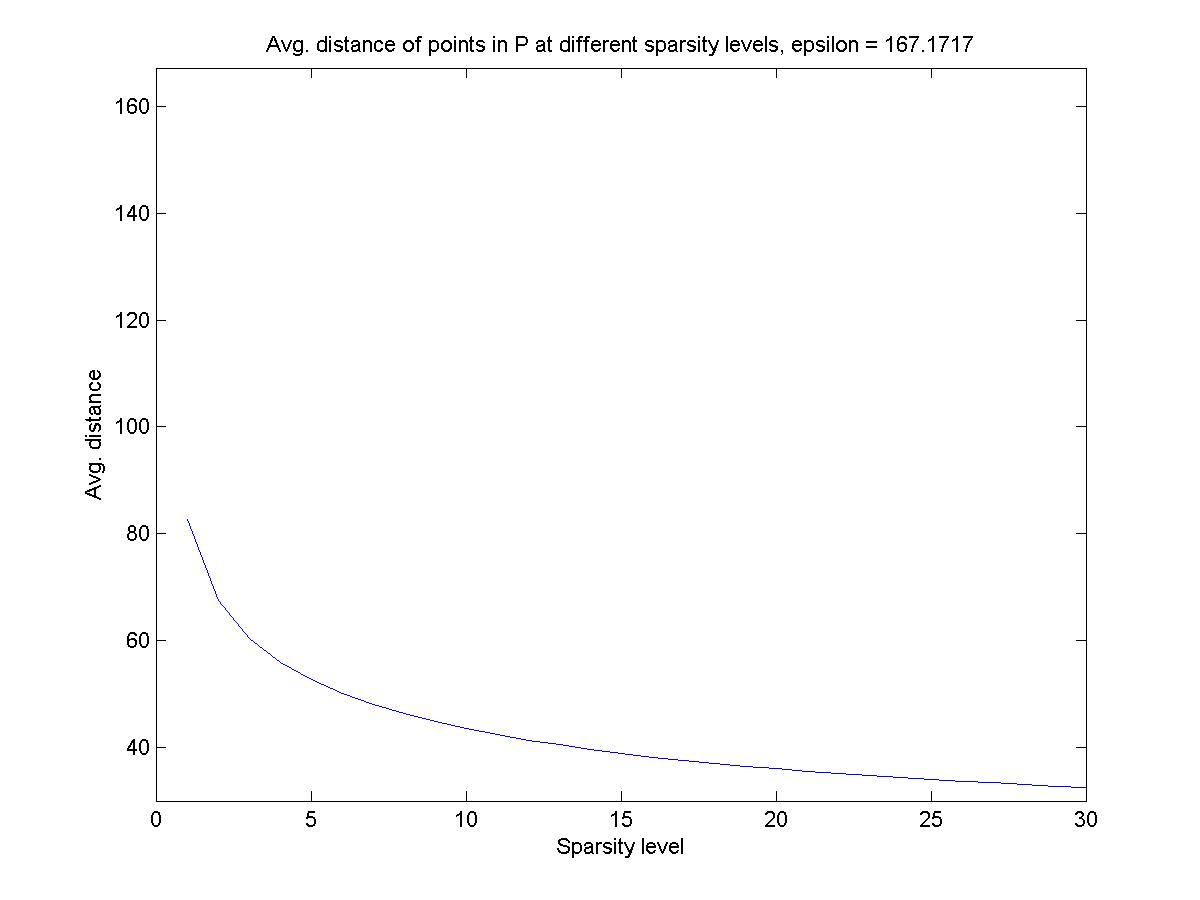 Avg. distance of points in P at different sparsity levels, epsilon = 167.1717
160
140
120
100
80
60
40
Avg. distance
0 5 10 15 20 25 30
Sparsity level